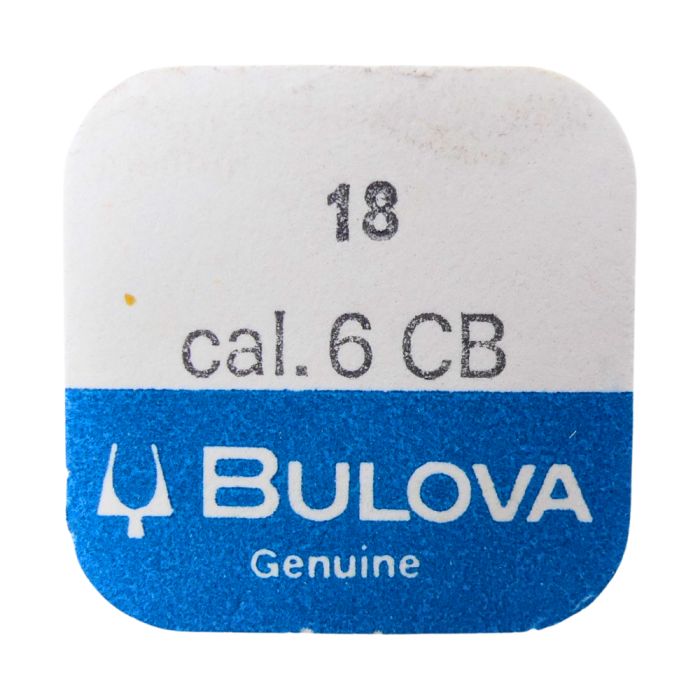 18
cal. 6 CB
BULOVA
Genuine